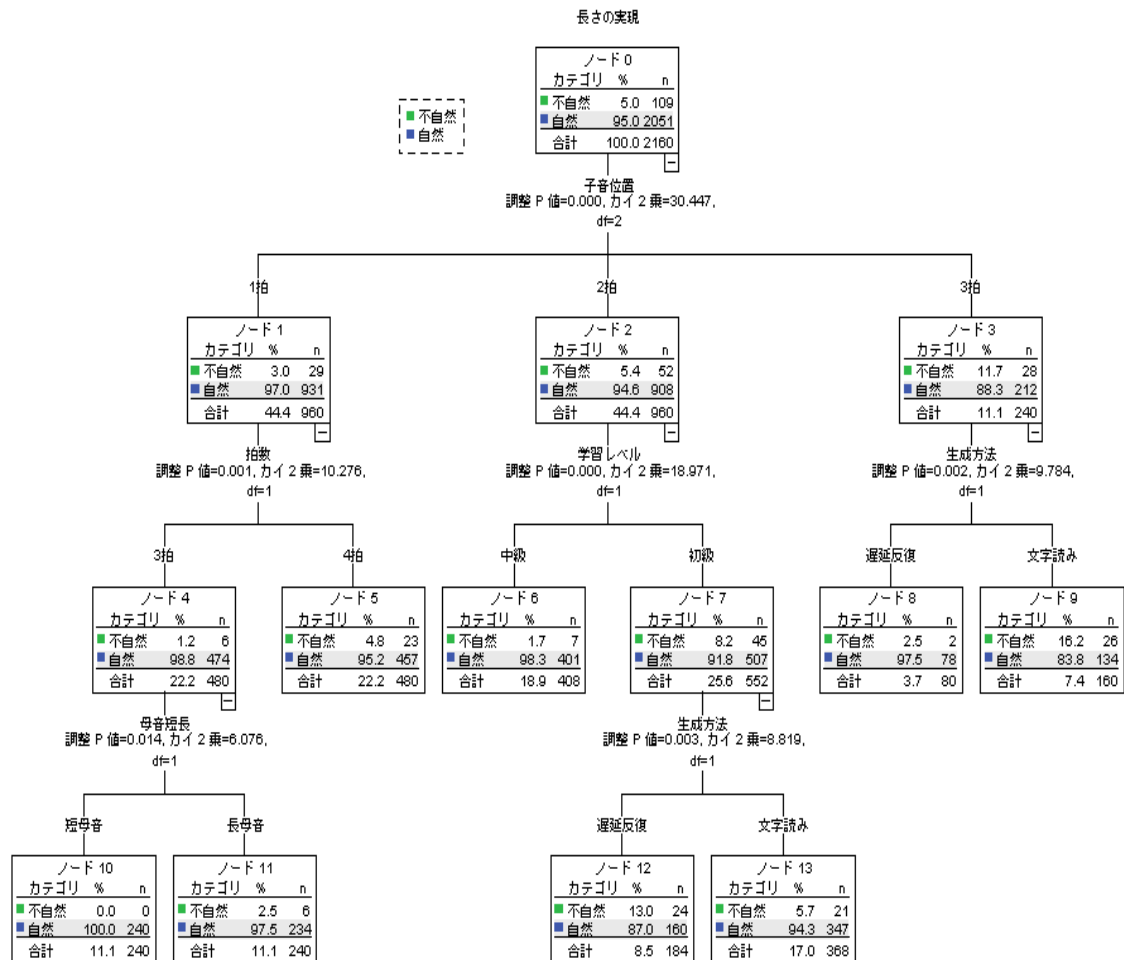 長さの実現
ノード 0
カテゴリ % n
不自然 5.0 109
自然 95.0 2051
合計 100.0 2160
不自然
自然
子音位置
調整 P 値=0.000, カイ 2 乗=30.447,
df=2
1拍
2拍
3拍
ノード 1
カテゴリ % n
不自然 3.0 29
自然 97.0 931
合計 44.4 960
ノード 2
カテゴリ % n
不自然 5.4 52
自然 94.6 908
合計 44.4 960
ノード 3
カテゴリ % n
不自然 11.7 28
自然 88.3 212
合計 11.1 240
拍数
調整 P 値=0.001, カイ 2 乗=10.276,
df=1
学習レベル
調整 P 値=0.000, カイ 2 乗=18.971,
df=1
生成方法
調整 P 値=0.002, カイ 2 乗=9.784,
df=1
3拍
4拍
中級
初級
遅延反復
文字読み
ノード 4
カテゴリ % n
不自然 1.2 6
自然 98.8 474
合計 22.2 480
ノード 5
カテゴリ % n
不自然 4.8 23
自然 95.2 457
合計 22.2 480
ノード 6
カテゴリ % n
不自然 1.7 7
自然 98.3 401
合計 18.9 408
ノード 7
カテゴリ % n
不自然 8.2 45
自然 91.8 507
合計 25.6 552
ノード 8
カテゴリ % n
不自然 2.5 2
自然 97.5 78
合計 3.7 80
ノード 9
カテゴリ % n
不自然 16.2 26
自然 83.8 134
合計 7.4 160
母音短長
調整 P 値=0.014, カイ 2 乗=6.076,
df=1
生成方法
調整 P 値=0.003, カイ 2 乗=8.819,
df=1
短母音
長母音
遅延反復
文字読み
ノード 10
カテゴリ % n
不自然 0.0 0
自然 100.0 240
合計 11.1 240
ノード 11
カテゴリ % n
不自然 2.5 6
自然 97.5 234
合計 11.1 240
ノード 12
カテゴリ % n
不自然 13.0 24
自然 87.0 160
合計 8.5 184
ノード 13
カテゴリ % n
不自然 5.7 21
自然 94.3 347
合計 17.0 368